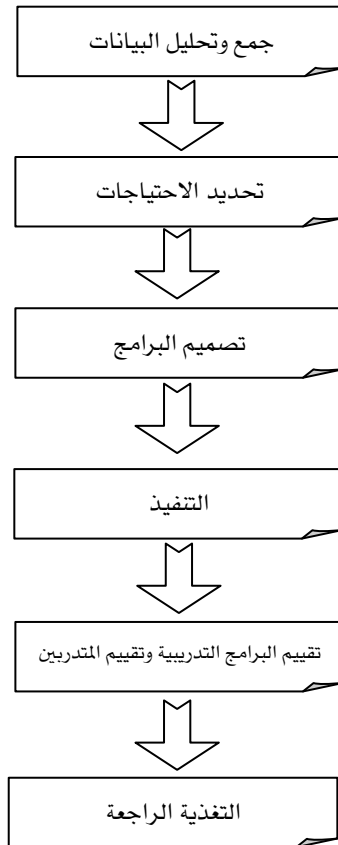 جمع وتحليل البيانات
تحديد الاحتياجات
تصميم البرامج
التنفيذ
تقييم البرامج التدريبية وتقييم المتدربين
التغذية الراجعة